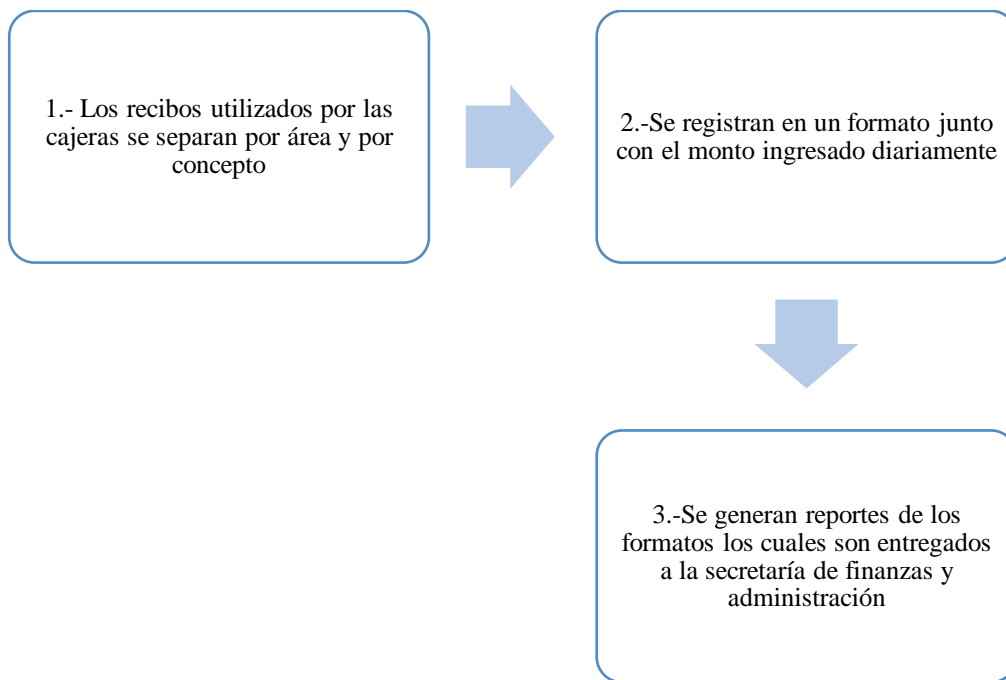 1.- Los recibos utilizados por las
cajeras se separan por área y por
concepto
2.-Se registran en un formato junto
con el monto ingresado diariamente
3.-Se generan reportes de los
formatos los cuales son entregados
a la secretaría de finanzas y
administración